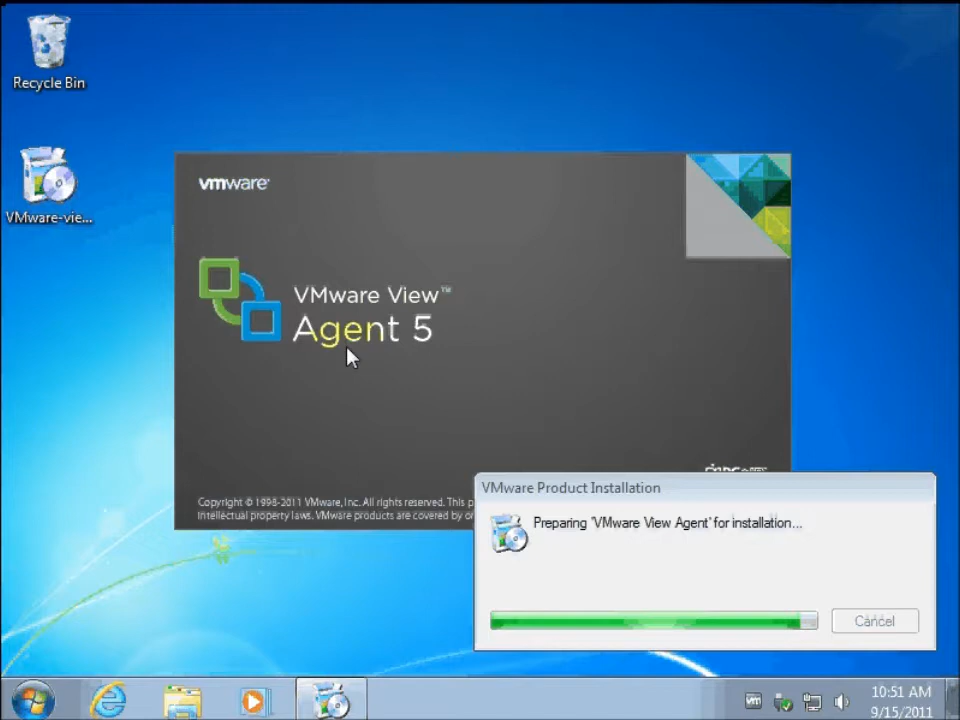 Recycle Bin
VMware-vie...
vmware
VMware View™
Agent 5
Copyright © 1998-2011 VMware, Inc. All rights reserved. This p
intellectual property laws. VMware products are covered by or
VMware Product Installation
Preparing 'VMware View Agent' for installation...
Cancel
vm
10:51 AM
9/15/2011